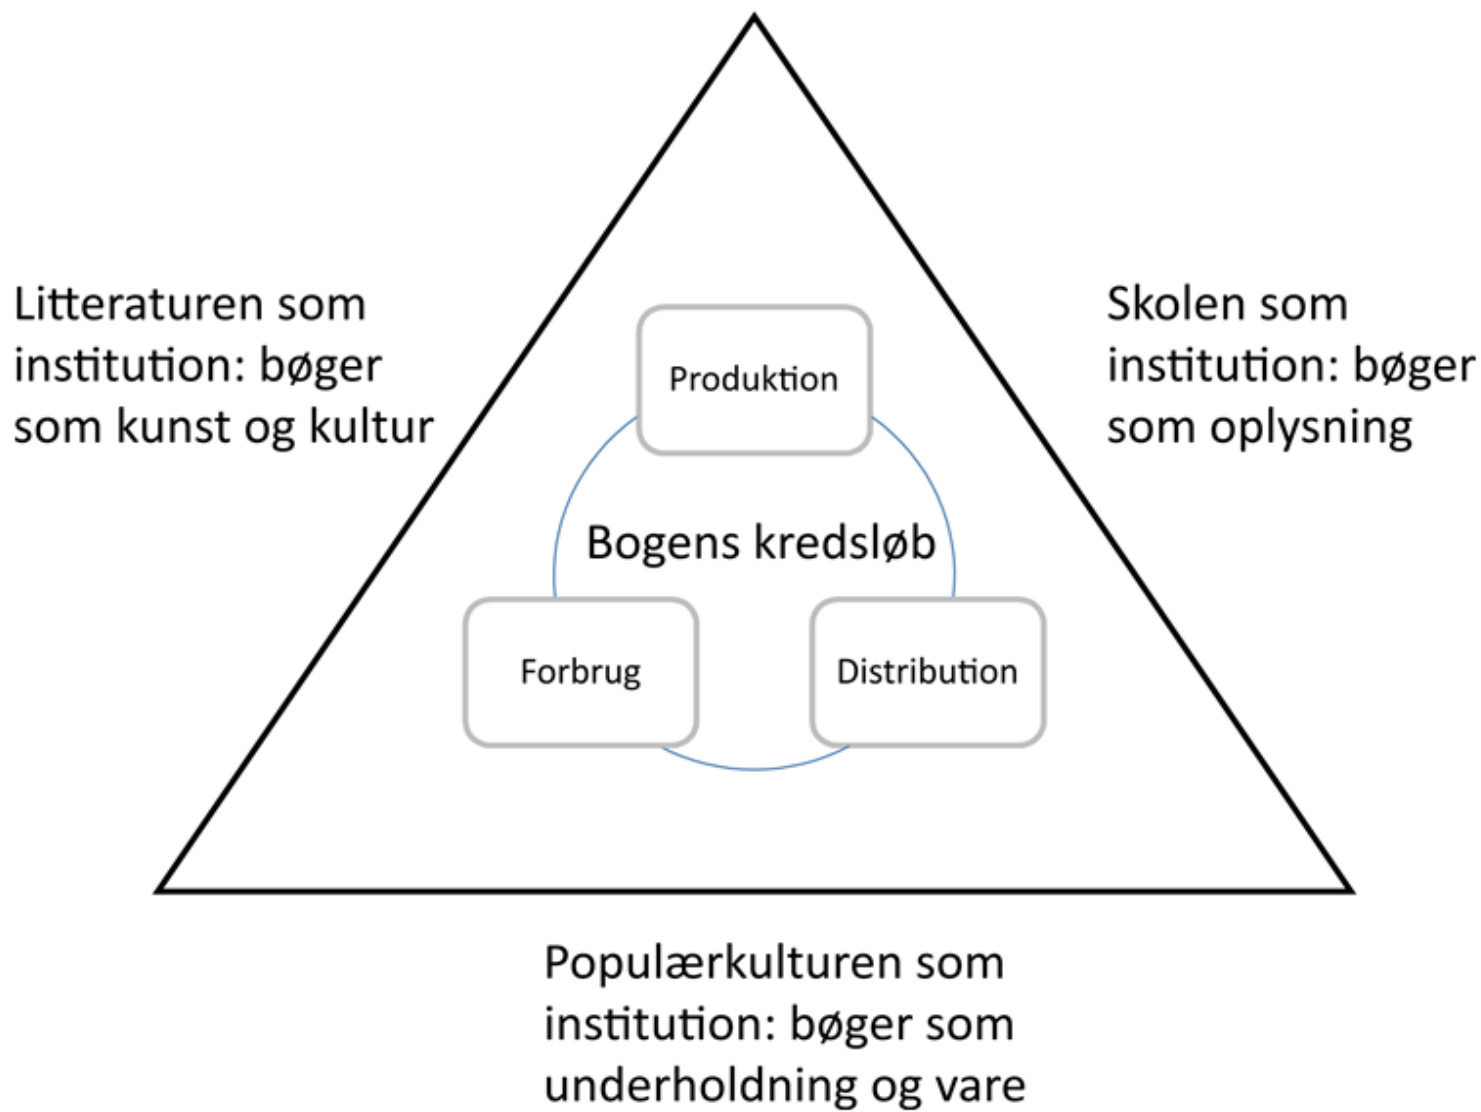 Litteraturen som
institution: bøger
som kunst og kultur
Skolen som
institution: bøger
som oplysning
Produktion
Bogens kredsløb
Forbrug
Distribution
Populærkulturen som
institution: bøger som
underholdning og vare